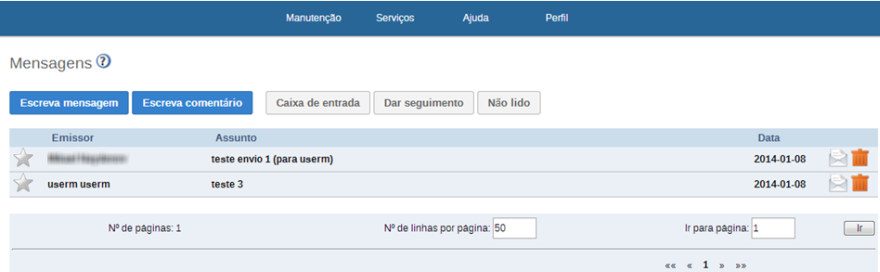 Manutenção Serviços Ajuda Perfil
Mensagens ?
Escreva mensagem Escreva comentário Caixa de entrada Dar seguimento Não lido
Emissor Assunto Data
teste envio 1 (para userm) 2014-01-08
userm userm teste 3 2014-01-08
Nº de páginas: 1 Nº de linhas por página: 50 Ir para página: 1 Ir
«« « 1 » »»